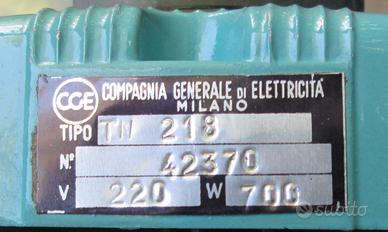 CGE COMPAGNIA GENERALE DI ELETTRICITÀ
MILANO
TIPO TN 218
N° 42370
V 220 W 700
subito